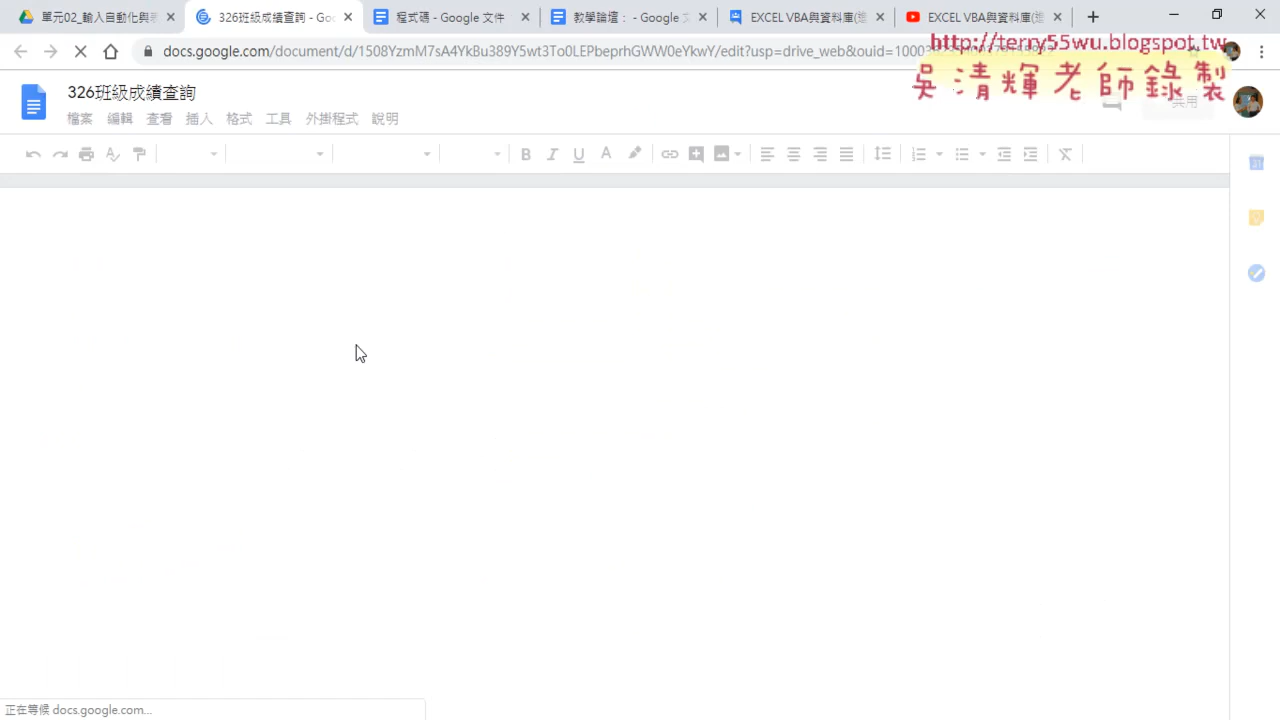 單元02_輸入自動化與
326班級成績查詢 - Goo
程式碼 - Google 文件
教學論壇： - Google
EXCEL VBA與資料庫(進
EXCEL VBA與資料庫(進
docs.google.com/document/d/1508YzmM7sA4YkBu389Y5wt3To0LEPbeprhGWW0eYkwY/edit?usp=drive_web&ouid=1000
http://terry55wu.blogspot.tw
吳清輝老師錄製
326班級成績查詢
檔案 編輯 查看 插入 格式 工具 外掛程式 說明
共用
B I U A
31
正在等候 docs.google.com...